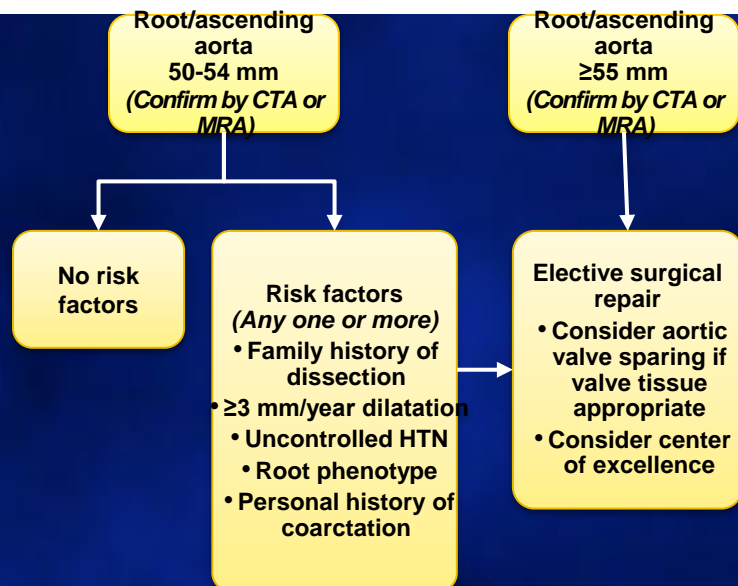 Root/ascending
aorta
50-54 mm
(Confirm by CTA or
MRA)
Root/ascending
aorta
≥55 mm
(Confirm by CTA or
MRA)
No risk
factors
Risk factors
(Any one or more)
• Family history of
dissection
• ≥3 mm/year dilatation
• Uncontrolled HTN
• Root phenotype
• Personal history of
coarctation
Elective surgical
repair
• Consider aortic
valve sparing if
valve tissue
appropriate
• Consider center
of excellence